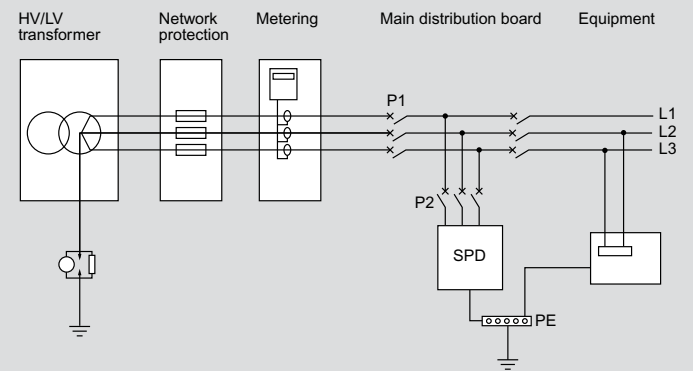 HV/LV
transformer
Network
protection
Metering
Main distribution board
Equipment
P1
L1
L2
L3
P2
SPD
PE